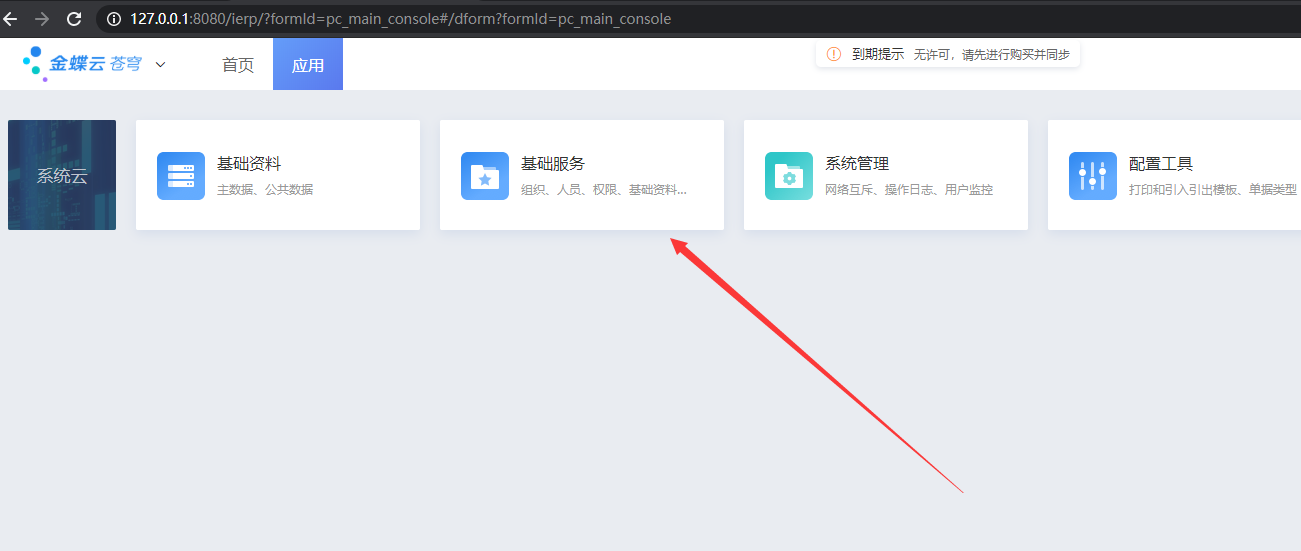 127.0.0.1:8080/ierp/?formId=pc_main_console#/dform?formId=pc_main_console
金蝶云 苍穹 首页 应用 到期提示 无许可，请先进行购买并同步
系统云
基础资料
主数据、公共数据
基础服务
组织、人员、权限、基础资料...
系统管理
网络互斥、操作日志、用户监控
配置工具
打印和引入引出模板、单据类型